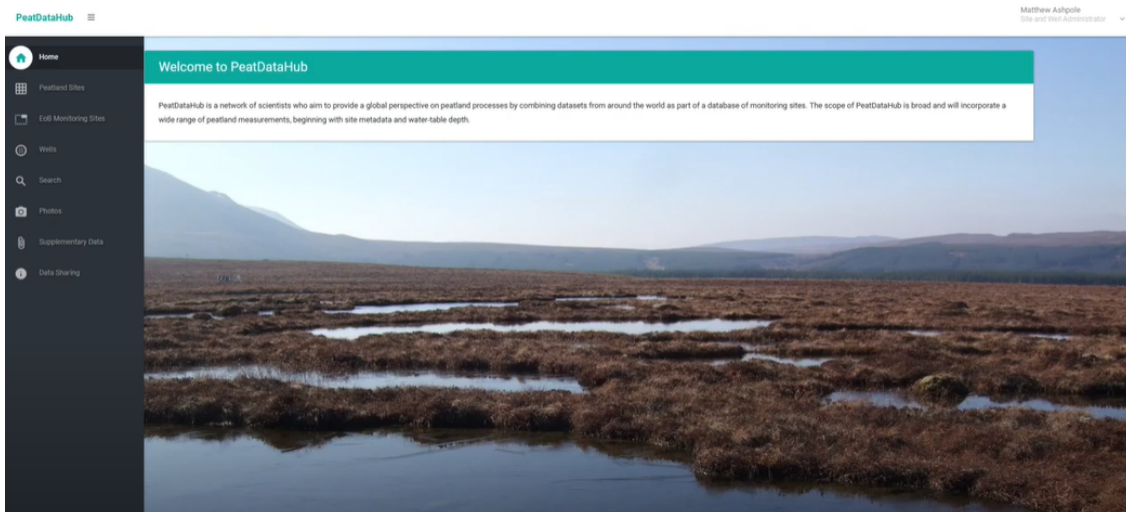 PeatDataHub
Matthew Ashpole
Site and Well Administrator
Home
Peatland Sites
EoB Monitoring Sites
Wells
Search
Photos
Supplementary Data
Data Sharing
Welcome to PeatDataHub
PeatDataHub is a network of scientists who aim to provide a global perspective on peatland processes by combining datasets from around the world as part of a database of monitoring sites. The scope of PeatDataHub is broad and will incorporate a
wide range of peatland measurements, beginning with site metadata and water-table depth.